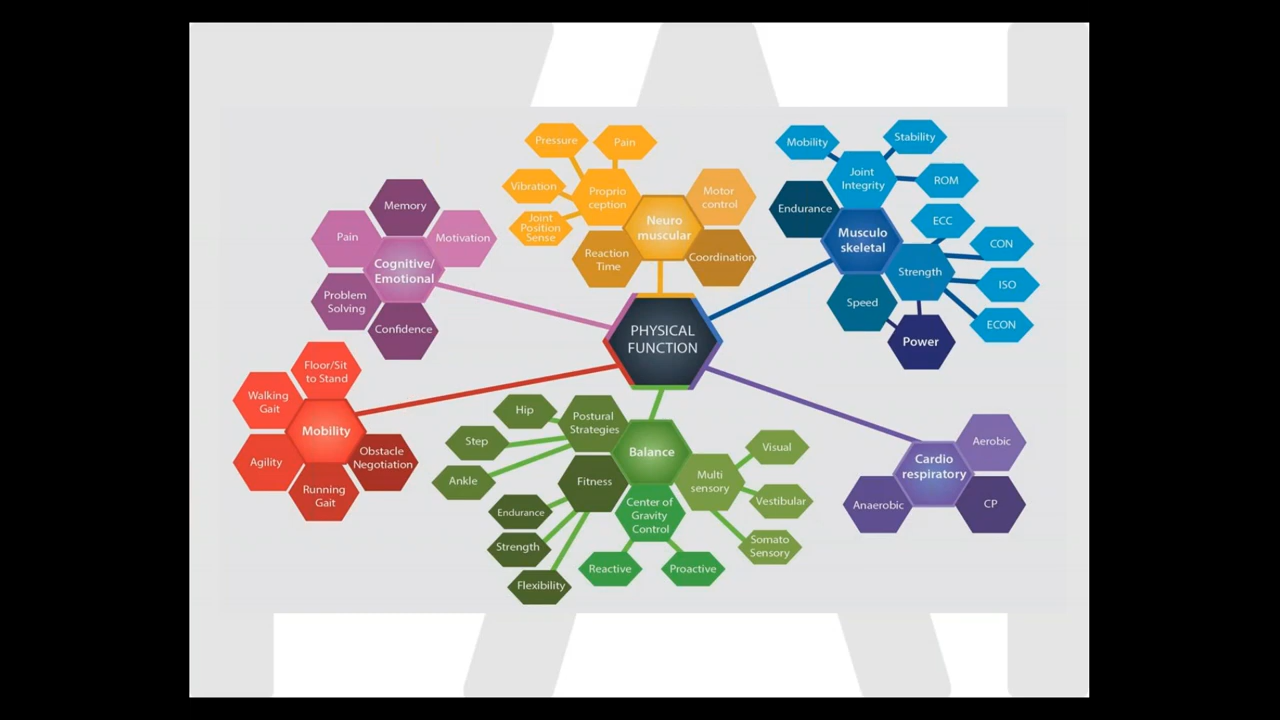 PHYSICAL
FUNCTION
Cognitive/
Emotional
Memory
Motivation
Pain
Problem
Solving
Confidence
Neuro
muscular
Proprio
ception
Pressure
Pain
Vibration
Joint
Position
Sense
Motor
control
Reaction
Time
Coordination
Musculo
skeletal
Joint
Integrity
Mobility
Stability
ROM
Endurance
Strength
ECC
CON
ISO
ECON
Speed
Power
Mobility
Floor/Sit
to Stand
Walking
Gait
Agility
Running
Gait
Obstacle
Negotiation
Balance
Postural
Strategies
Hip
Step
Ankle
Fitness
Endurance
Strength
Flexibility
Center of
Gravity
Control
Reactive
Proactive
Multi
sensory
Visual
Vestibular
Somato
Sensory
Cardio
respiratory
Aerobic
Anaerobic
CP